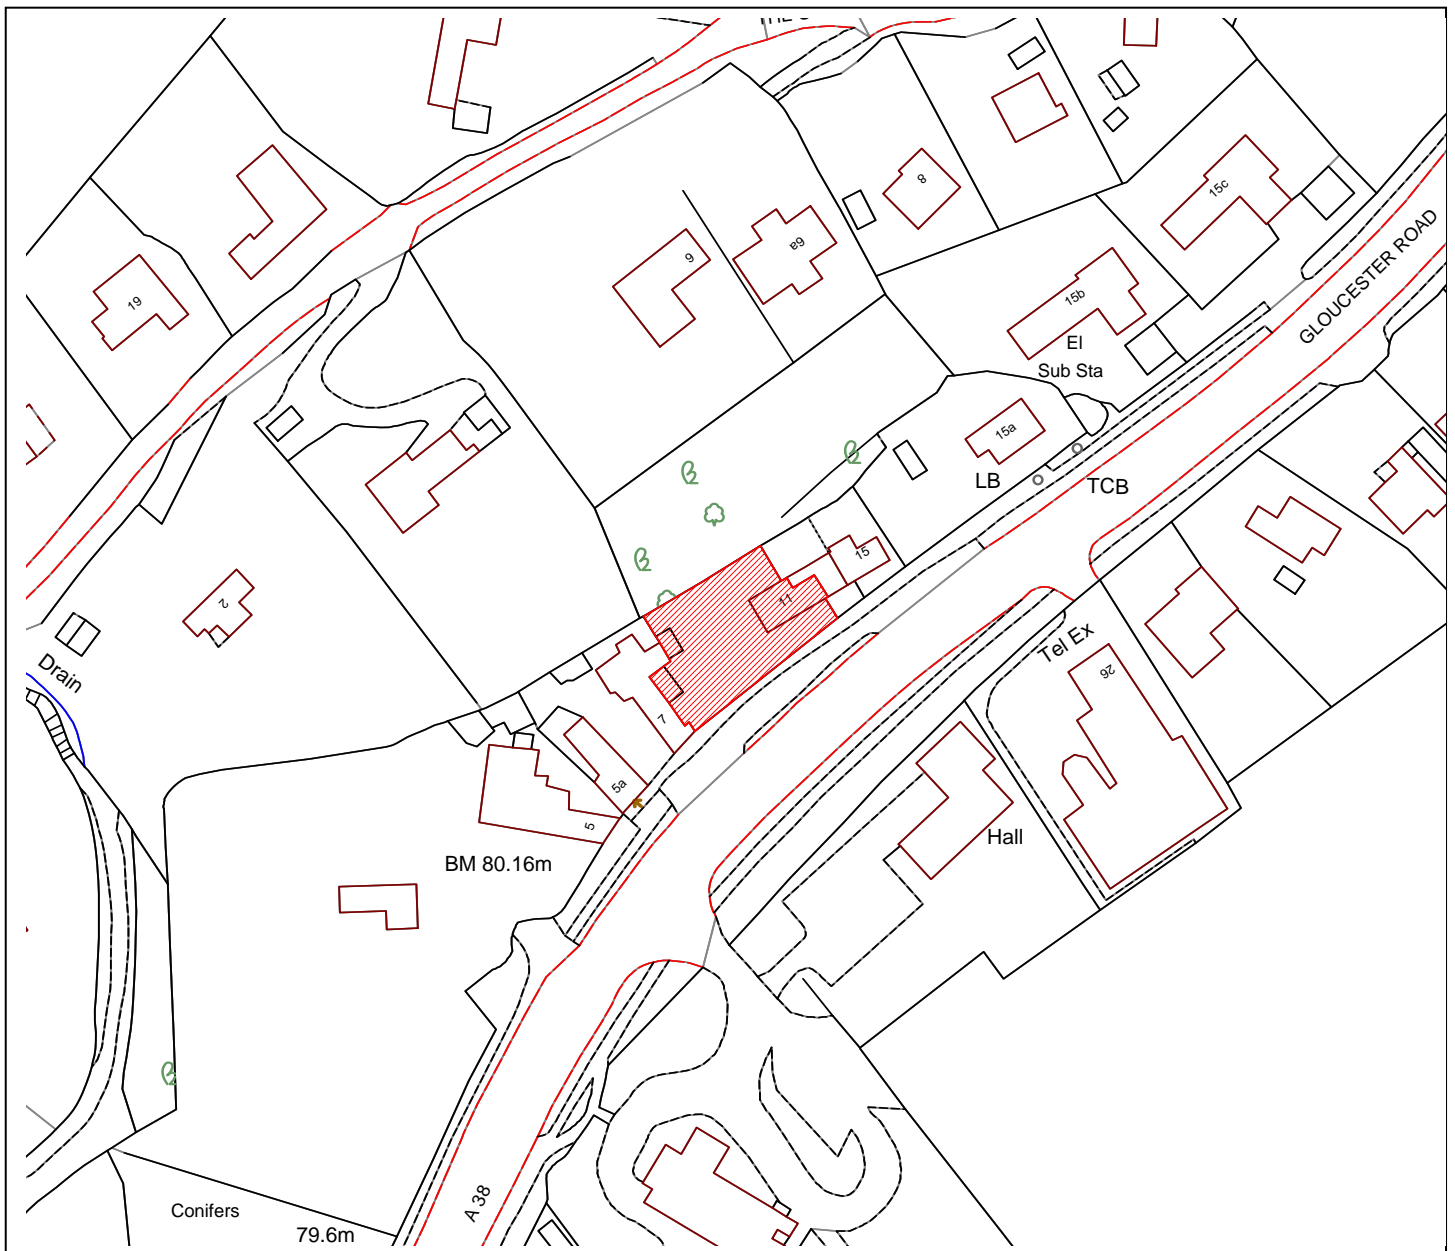 8
15c
GLOUCESTER ROAD
6
6a
19
15b
El
Sub Sta
15a
LB
TCB
15
11
2
Drain
Tel Ex
26
7
5a
5
Hall
BM 80.16m
A 38
Conifers
79.6m